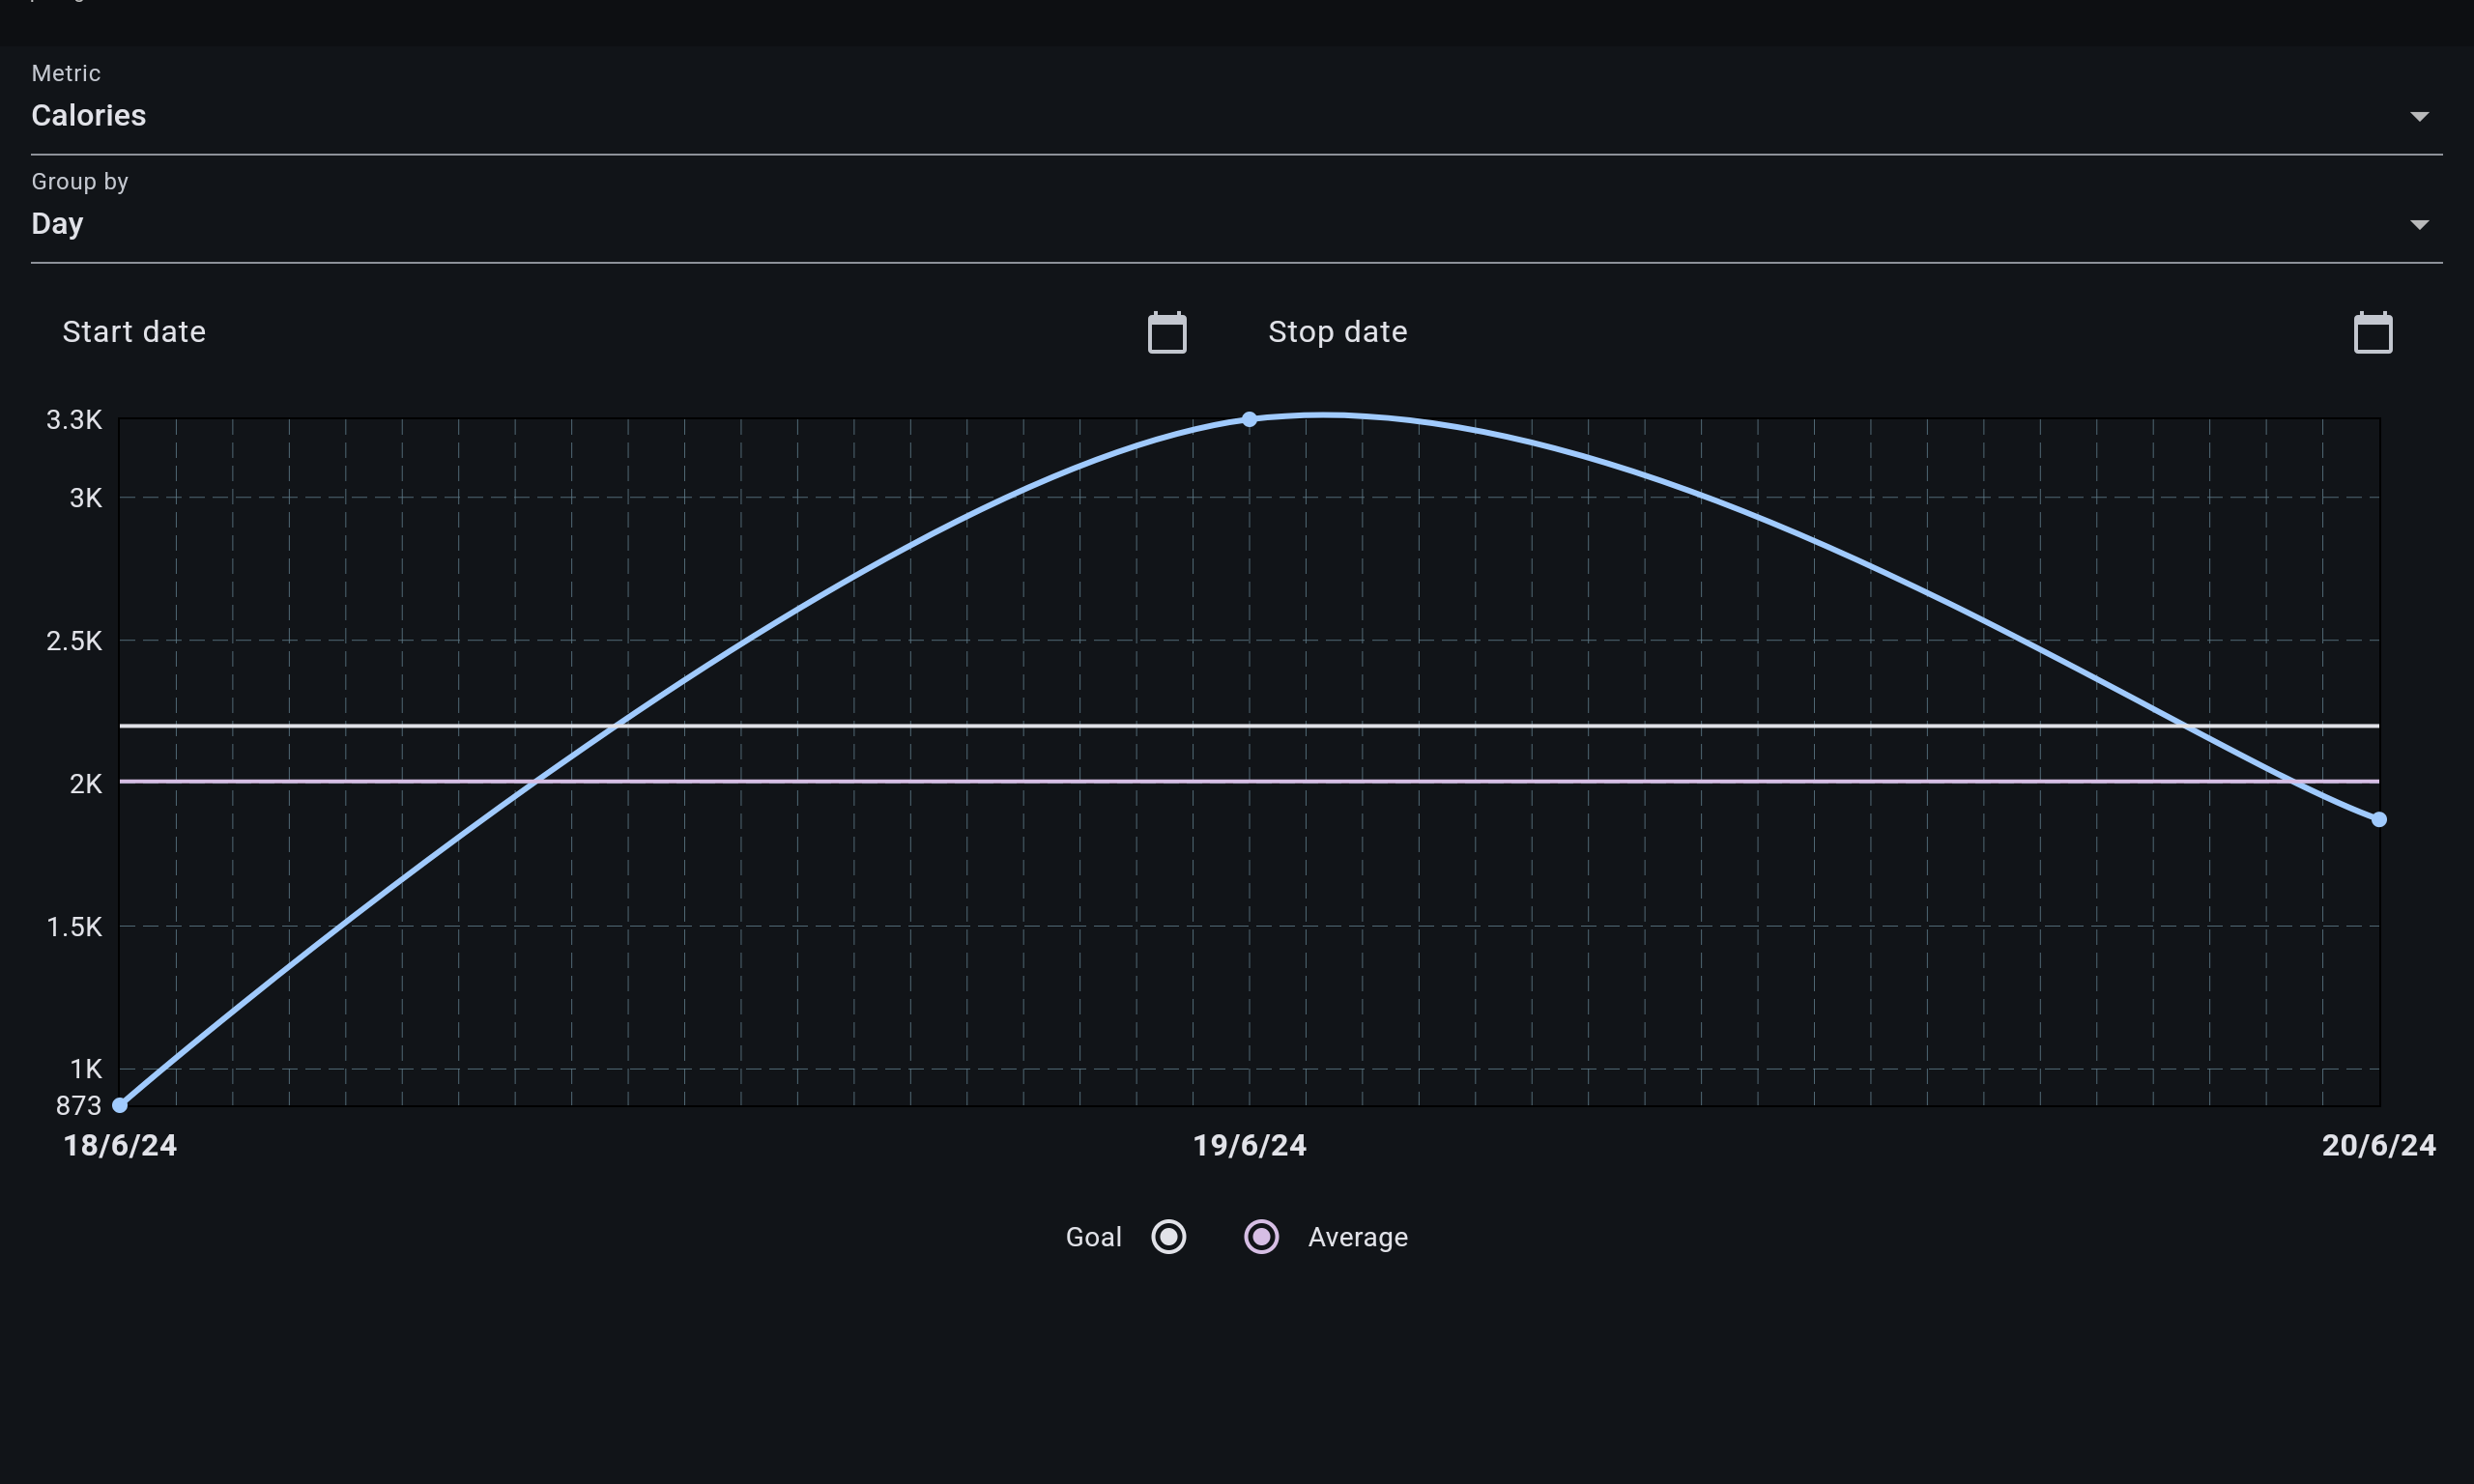 Metric
Calories
Group by
Day
Start date
Stop date
3.3K
3K
2.5K
2K
1.5K
1K
873
18/6/24
19/6/24
20/6/24
Goal
Average